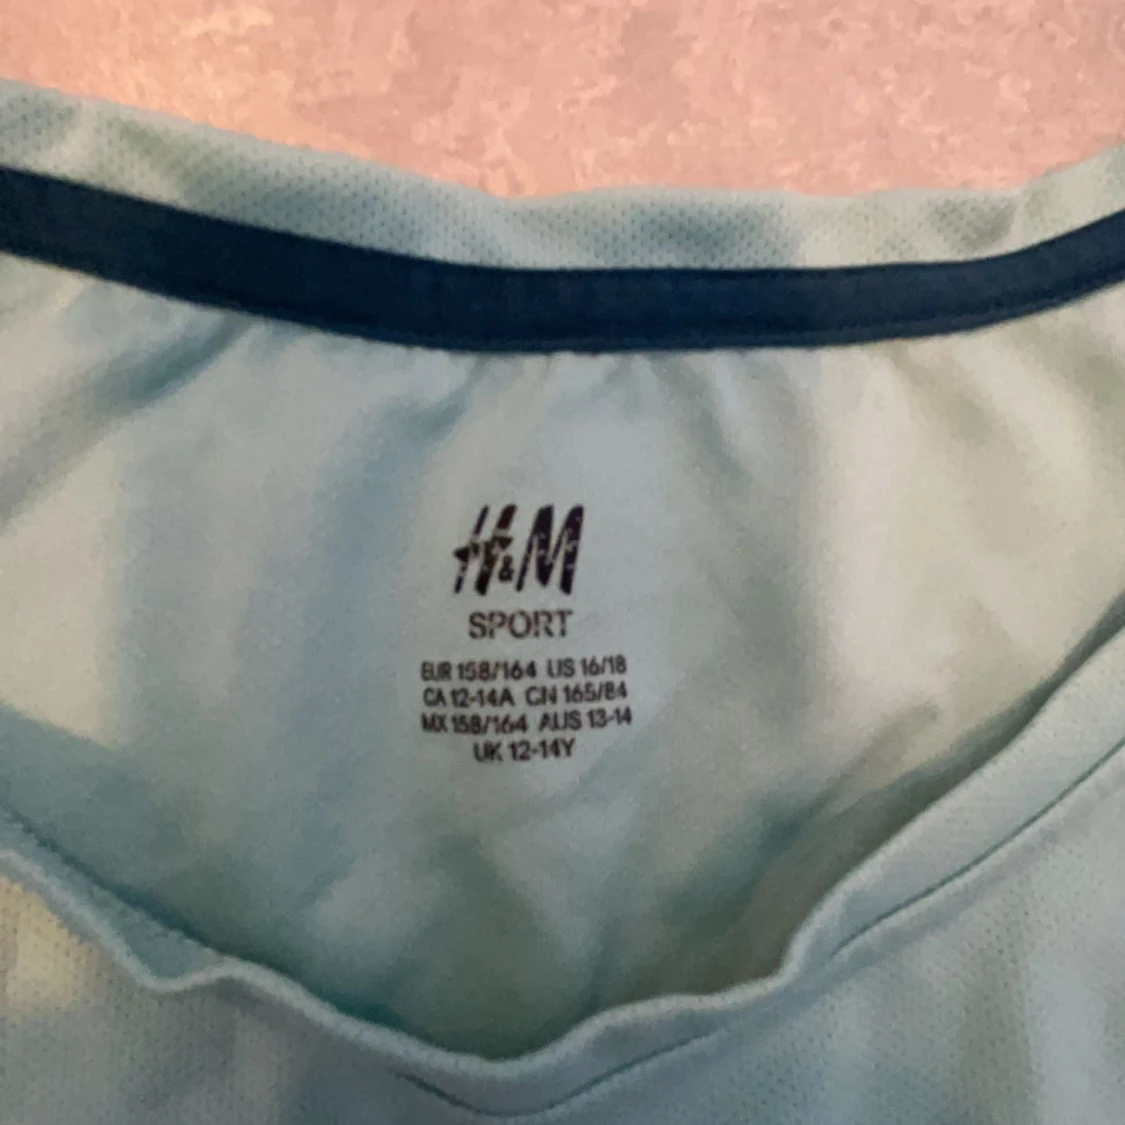 H&M
SPORT
EUR 158/164 US 16/18
CA 12-14A CN 165/84
MX 158/164 AUS 13-14
UK 12-14Y